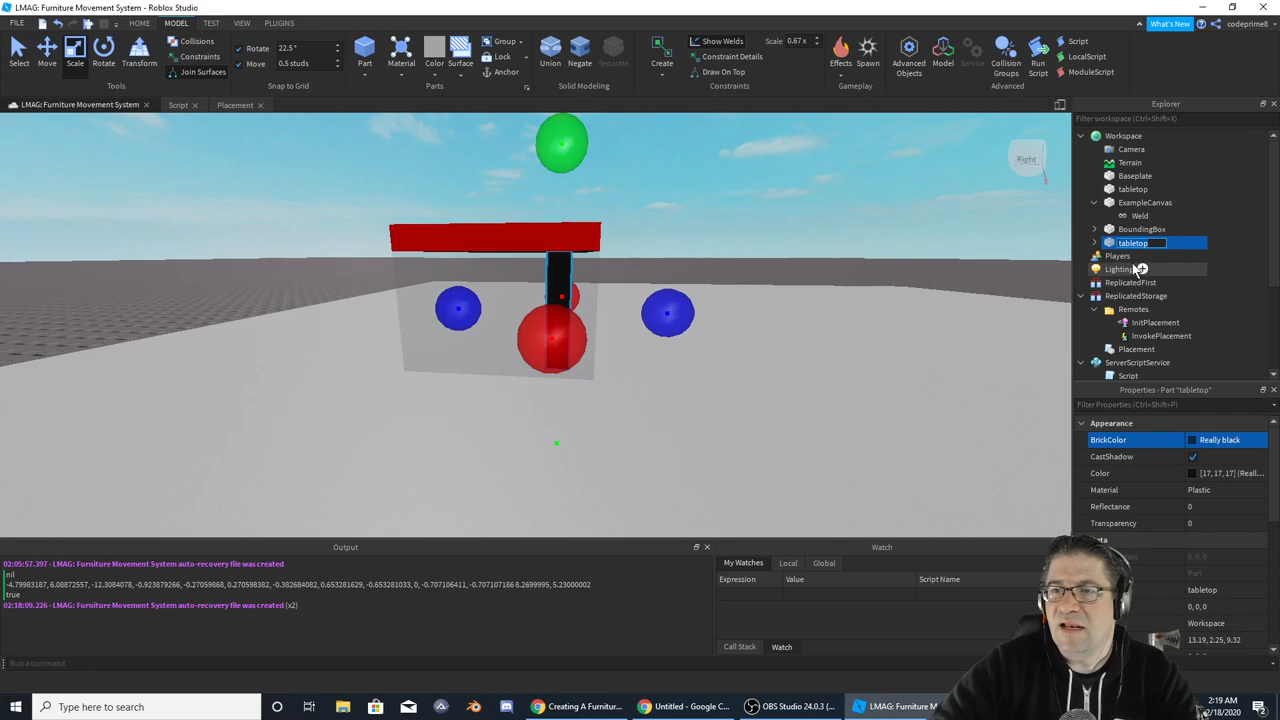 LMAG: Furniture Movement System - Roblox Studio
FILE HOME MODEL TEST VIEW PLUGINS What's New codeprime8
Select Move Scale Rotate Transform
Collisions
Constraints
Join Surfaces
Tools
Rotate 22.5 °
Move 0.5 studs
Snap to Grid
Part Material Color Surface
Group
Lock
Anchor
Parts
Union Negate Separate
Solid Modeling
Create
Show Welds Scale 0.67 x
Constraint Details
Draw On Top
Constraints
Effects Spawn
Gameplay
Advanced Objects Model Service Collision Groups Run Script
Script
LocalScript
ModuleScript
Advanced
LMAG: Furniture Movement System Script Placement
Right
Explorer
Filter workspace (Ctrl+Shift+X)
Workspace
Camera
Terrain
Baseplate
tabletop
ExampleCanvas
Weld
BoundingBox
tabletop
Players
Lighting
ReplicatedFirst
ReplicatedStorage
Remotes
InitPlacement
InvokePlacement
Placement
ServerScriptService
Script
Properties - Part "tabletop"
Filter Properties (Ctrl+Shift+P)
Appearance
BrickColor Really black
CastShadow
Color [17, 17, 17] (Reall...
Material Plastic
Reflectance 0
Transparency 0
0, 0, 0
Part
tabletop
0, 0, 0
Workspace
13.19, 2.25, 9.32
Output
02:05:57.397 - LMAG: Furniture Movement System auto-recovery file was created
nil
-4.79983187, 6.08872557, -12.3084078, -0.923879266, -0.27059868, 0.270598382, -0.382684082, 0.653281629, -0.653281033, 0, -0.707106411, -0.707107186 8.2699995, 5.23000002
true
02:18:09.226 - LMAG: Furniture Movement System auto-recovery file was created (x2)
Watch
My Watches Local Global
Expression Value Script Name
Call Stack Watch
Run a command
Type here to search
Creating A Furnitur...
Untitled - Google C...
OBS Studio 24.0.3 (...
LMAG: Furniture M
2:19 AM
2/18/2020